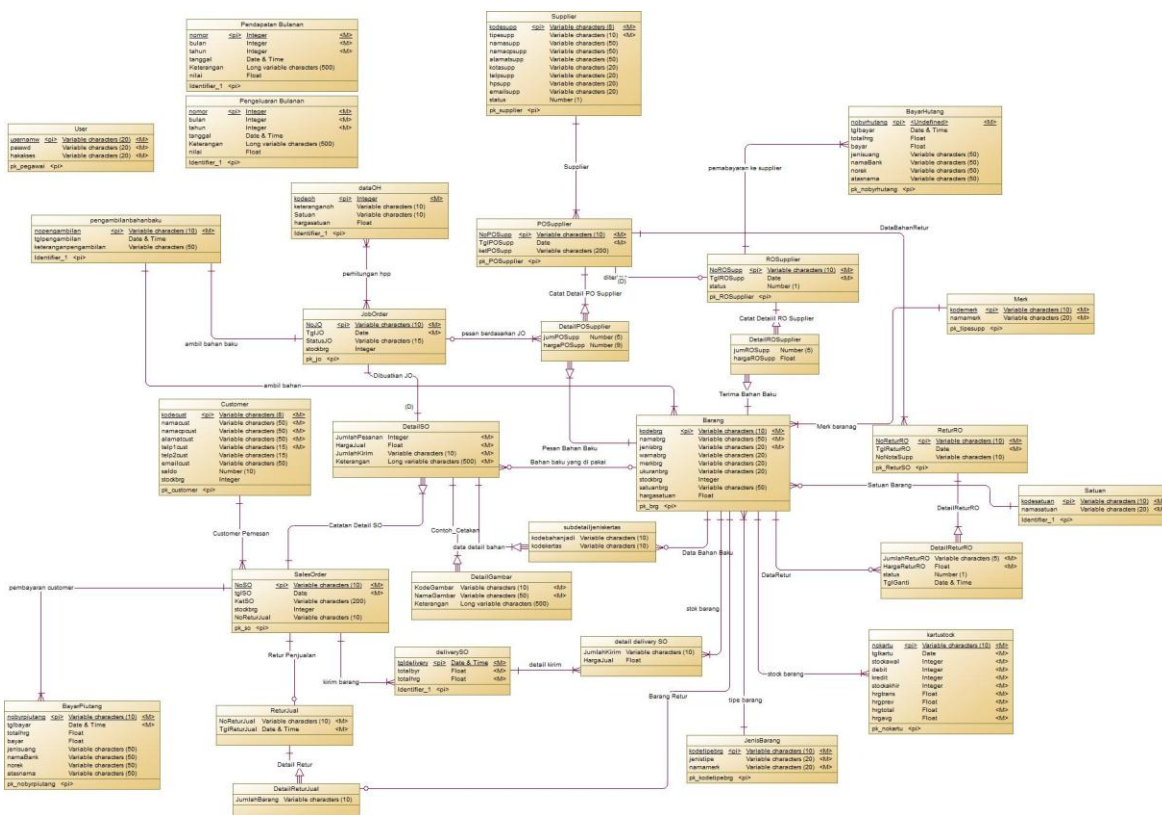 Pendapatan Bulanan
nomor <pi> Integer <M>
bulan Integer <M>
tahun Integer <M>
tanggal Date & Time
Keterangan Long variable characters (500)
nilai Float
Identifier_1 <pi>
Pengeluaran Bulanan
nomor <pi> Integer <M>
bulan Integer <M>
tahun Integer <M>
tanggal Date & Time
Keterangan Long variable characters (500)
nilai Float
Identifier_1 <pi>
Supplier
kodesupp <pi> Variable characters (8) <M>
tipesupp Variable characters (10) <M>
namasupp Variable characters (50)
namacpsupp Variable characters (50)
alamatsupp Variable characters (50)
kotasupp Variable characters (20)
telpsupp Variable characters (20)
hpsupp Variable characters (20)
emailsupp Variable characters (20)
status Number (1)
pk_supplier <pi>
User
username <pi> Variable characters (20) <M>
passwd Variable characters (20) <M>
hakakses Variable characters (20) <M>
pk_pegawai <pi>
BayarHutang
nobyrhutang <pi> <Undefined> <M>
tglbayar Date & Time
totalhrg Float
bayar Float
jenisuang Variable characters (50)
namaBank Variable characters (50)
norek Variable characters (50)
atasnama Variable characters (50)
pk_nobyrhutang <pi>
Supplier
pemabayaran ke supplier
dataOH
kodeoh <pi> Integer <M>
keteranganoh Variable characters (10)
Satuan Variable characters (10)
hargasatuan Float
Identifier_1 <pi>
pengambilanbahanbaku
nopengambilan <pi> Variable characters (10) <M>
tglpengambilan Date & Time
keteranganpengambilan Variable characters (50)
Identifier_1 <pi>
POSupplier
NoPOSupp <pi> Variable characters (10) <M>
TglPOSupp Date <M>
ketPOSupp Variable characters (200)
pk_POSupplier <pi>
DataBahanRetur
perhitungan hpp
(D)
ROSupplier
NoROSupp <pi> Variable characters (10) <M>
TglROSupp Date <M>
status Number (1)
pk_ROSupplier <pi>
Catat Detail PO Supplier
Merk
kodemerk <pi> Variable characters (10) <M>
namamerk Variable characters (20) <M>
pk_tipesupp <pi>
JobOrder
NoJO <pi> Variable characters (10) <M>
TglJO Date <M>
StatusJO Variable characters (15)
stockbrg Integer
pk_jo <pi>
pesan berdasarkan JO
DetailPOSupplier
jumPOSupp Number (5)
hargaPOSupp Number (9)
Catat Detail RO Supplier
DetailROSupplier
jumROSupp Number (5)
hargaROSupp Float
ambil bahan baku
Dibuatkan JO
ambil bahan
Terima Bahan Baku
(D)
Customer
kodecust <pi> Variable characters (8) <M>
namacust Variable characters (50) <M>
namacpcust Variable characters (50) <M>
alamatcust Variable characters (50) <M>
telp1cust Variable characters (15) <M>
telp2cust Variable characters (15)
emailcust Variable characters (50)
saldo Number (10)
stockbrg Integer
pk_customer <pi>
DetailSO
JumlahPesanan Integer <M>
HargaJual Float <M>
JumlahKirim Variable characters (10) <M>
Keterangan Long variable characters (500) <M>
Pesan Bahan Baku
Barang
kodebrg <pi> Variable characters (10) <M>
namabrg Variable characters (50) <M>
jenisbrg Variable characters (20) <M>
warnabrg Variable characters (20)
merkbrg Variable characters (20)
ukuranbrg Variable characters (20)
stockbrg Integer
satuanbrg Variable characters (50)
hargasatuan Float
pk_brg <pi>
Merk baranag
ReturRO
NoReturRO <pi> Variable characters (10) <M>
TglReturRO Date <M>
NoNotaSupp Variable characters (10)
pk_ReturSO <pi>
Bahan baku yang di pakai
Satuan Barang
Satuan
kodesatuan <pi> Variable characters (10) <M>
namasatuan Variable characters (20) <M>
Identifier_1 <pi>
DetailReturRO
Customer Pemesan
Catatan Detail SO
Contoh_Cetakan
data detail bahan
subdetailjeniskertas
kodebahanjadi Variable characters (10)
kodekertas Variable characters (10)
Data Bahan Baku
DataRetur
DetailReturRO
JumlahReturRO Variable characters (5) <M>
HargaReturRO Float <M>
status Number (1)
TglGanti Date & Time
pembayaran customer
SalesOrder
NoSO <pi> Variable characters (10) <M>
tglSO Date <M>
KetSO Variable characters (200)
stockbrg Integer
NoReturJual Variable characters (10)
pk_so <pi>
DetailGambar
KodeGambar Variable characters (10) <M>
NamaGambar Variable characters (50) <M>
Keterangan Long variable characters (500)
stok barang
Retur Penjualan
kirim barang
deliverySO
tgldelivery <pi> Date & Time <M>
totalbyr Float <M>
totalhrg Float <M>
Identifier_1 <pi>
detail kirim
detail delivery SO
JumlahKirim Variable characters (10)
HargaJual Float
stock barang
kartustock
nokartu <pi> Variable characters (10) <M>
tglkartu Date <M>
stockawal Integer <M>
debit Integer <M>
kredit Integer <M>
stockakhir Integer <M>
hrgtrans Float <M>
hrgprev Float <M>
hrgtotal Float <M>
hrgavg Float <M>
pk_nokartu <pi>
Barang Retur
tipe barang
BayarPiutang
nobyrpiutang <pi> Variable characters (10) <M>
tglbayar Date & Time <M>
totalhrg Float
bayar Float
jenisuang Variable characters (50)
namaBank Variable characters (50)
norek Variable characters (50)
atasnama Variable characters (50)
pk_nobyrpiutang <pi>
ReturJual
NoReturJual Variable characters (10) <M>
TglReturJual Date & Time <M>
Detail Retur
DetailReturJual
JumlahBarang Variable characters (10)
JenisBarang
kodetipebrg <pi> Variable characters (10) <M>
jenistipe Variable characters (20) <M>
namamerk Variable characters (20) <M>
pk_kodetipebrg <pi>